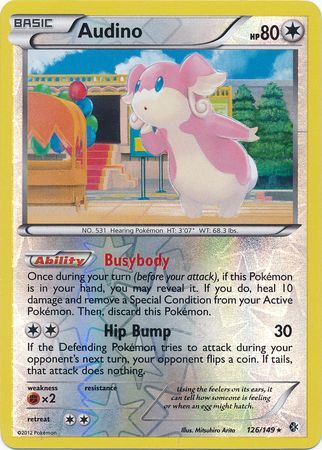 BASIC
Audino HP80
NO. 531 Hearing Pokémon HT: 3'07" WT: 68.3 lbs.
Ability Busybody
Once during your turn (before your attack), if this Pokémon
is in your hand, you may reveal it. If you do, heal 10
damage and remove a Special Condition from your Active
Pokémon. Then, discard this Pokémon.
Hip Bump 30
If the Defending Pokémon tries to attack during your
opponent's next turn, your opponent flips a coin. If tails,
that attack does nothing.
weakness resistance
×2
retreat
Using the feelers on its ears, it
can tell how someone is feeling
or when an egg might hatch.
Illus. Mitsuhiro Arita
126/149 ★
©2012 Pokémon